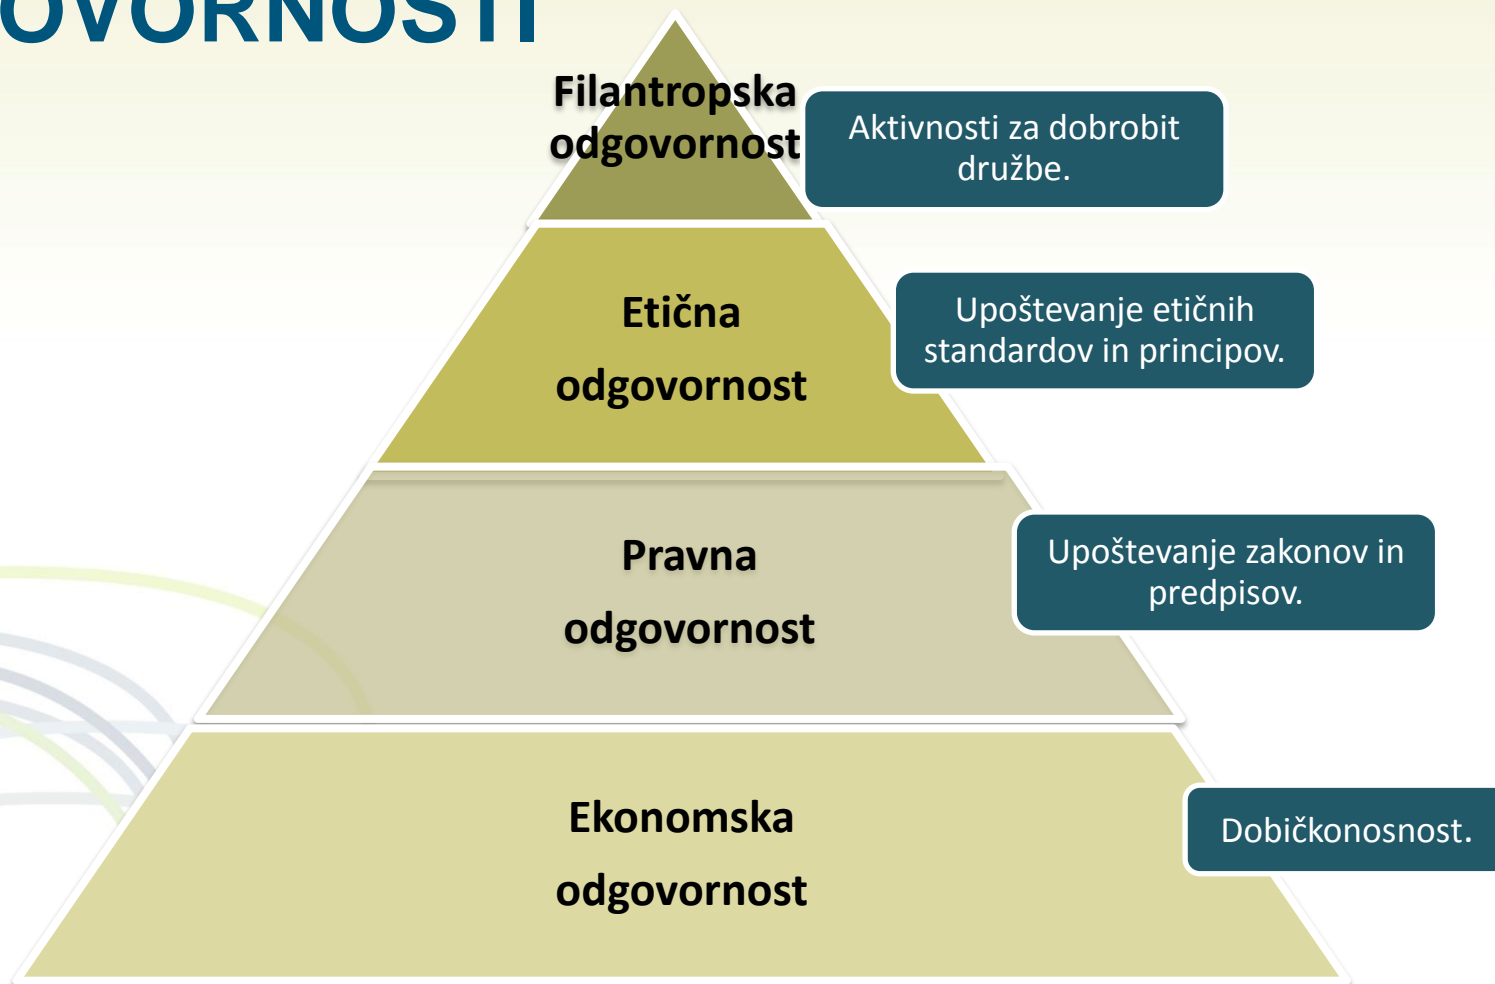 OVORNOSTI
Filantropska
odgovornost
Aktivnosti za dobrobit
družbe.
Etična
odgovornost
Upoštevanje etičnih
standardov in principov.
Pravna
odgovornost
Upoštevanje zakonov in
predpisov.
Ekonomska
odgovornost
Dobičkonosnost.